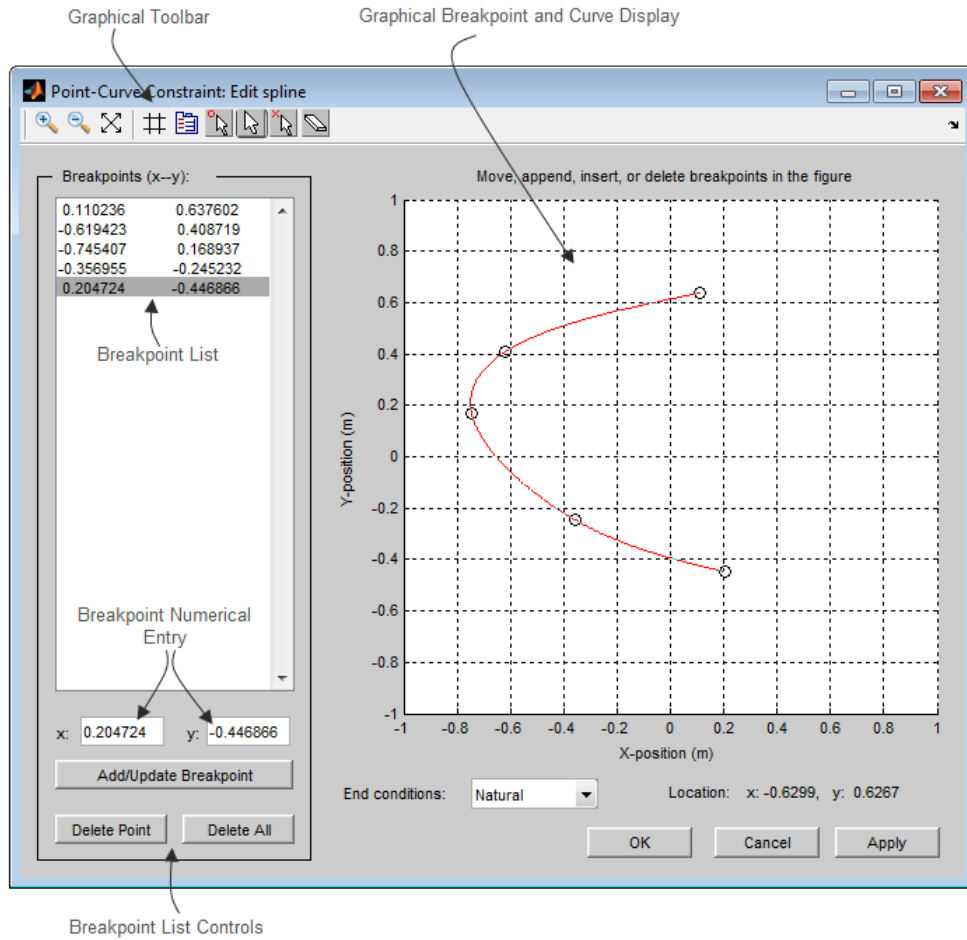 Graphical Toolbar
Graphical Breakpoint and Curve Display
Point-Curve Constraint: Edit spline
Breakpoints (x--y):
0.110236 0.637602
-0.619423 0.408719
-0.745407 0.168937
-0.356955 -0.245232
0.204724 -0.446866
Breakpoint List
Breakpoint Numerical
Entry
x: 0.204724 y: -0.446866
Add/Update Breakpoint
Delete Point Delete All
Breakpoint List Controls
Move, append, insert, or delete breakpoints in the figure
1
0.8
0.6
0.4
0.2
0
-0.2
-0.4
-0.6
-0.8
-1
Y-position (m)
-1 -0.8 -0.6 -0.4 -0.2 0 0.2 0.4 0.6 0.8 1
X-position (m)
End conditions: Natural Location: x: -0.6299, y: 0.6267
OK Cancel Apply